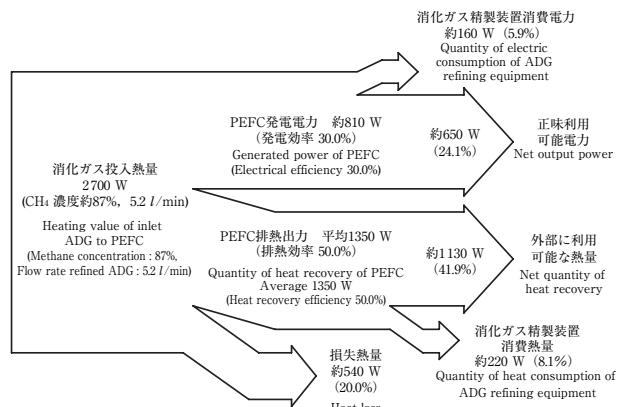 消化ガス精製装置消費電力
約160 W（5.9%）
Quantity of electric
consumption of ADG
refining equipment
PEFC発電電力　約810 W
（発電効率 30.0%）
Generated power of PEFC
(Electrical efficiency 30.0%)
約650 W
(24.1%)
正味利用
可能電力
Net output power
消化ガス投入熱量
2700 W
(CH₄ 濃度約87%，5.2 l/min)
Heating value of inlet
ADG to PEFC
(Methane concentration : 87%,
Flow rate refined ADG : 5.2 l/min)
PEFC排熱出力　平均1350 W
（排熱効率 50.0%）
Quantity of heat recovery of PEFC
Average 1350 W
(Heat recovery efficiency 50.0%)
約1130 W
(41.9%)
外部に利用
可能な熱量
Net quantity of
heat recovery
消化ガス精製装置
消費熱量
約220 W（8.1%）
Quantity of heat consumption of
ADG refining equipment
損失熱量
約540 W
(20.0%)
Heat loss